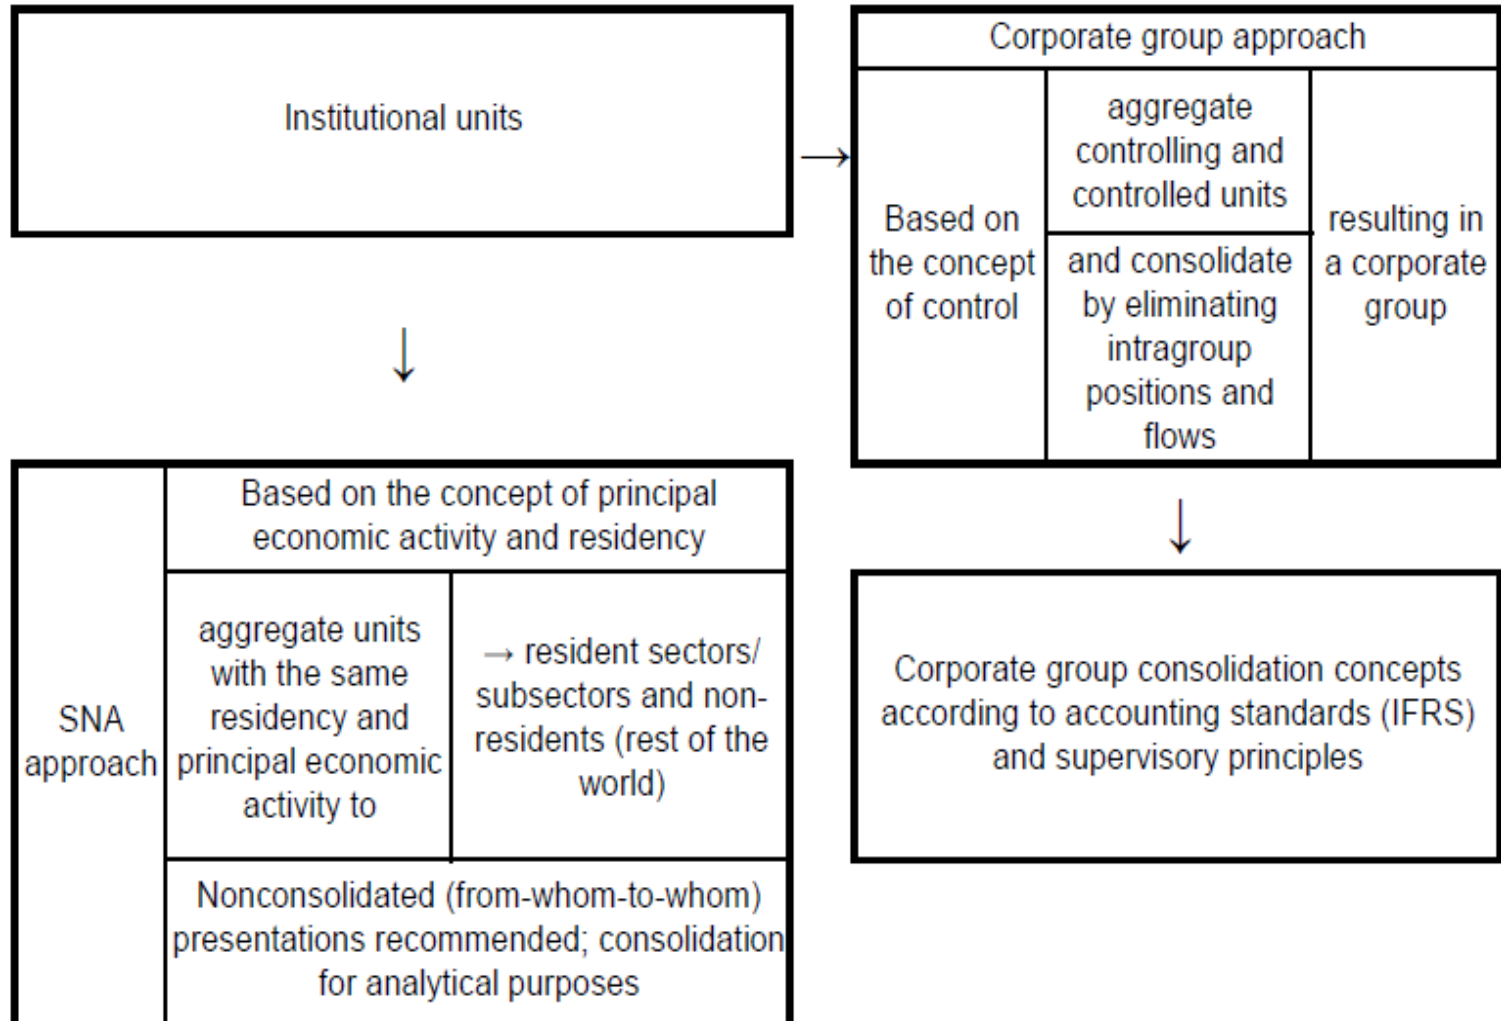 Institutional units
→
Corporate group approach
Based on
the concept
of control
aggregate
controlling and
controlled units
and consolidate
by eliminating
intragroup
positions and
flows
resulting in
a corporate
group
↓
↓
SNA
approach
Based on the concept of principal
economic activity and residency
aggregate units
with the same
residency and
principal economic
activity to
→ resident sectors/
subsectors and non-
residents (rest of the
world)
Nonconsolidated (from-whom-to-whom)
presentations recommended; consolidation
for analytical purposes
Corporate group consolidation concepts
according to accounting standards (IFRS)
and supervisory principles